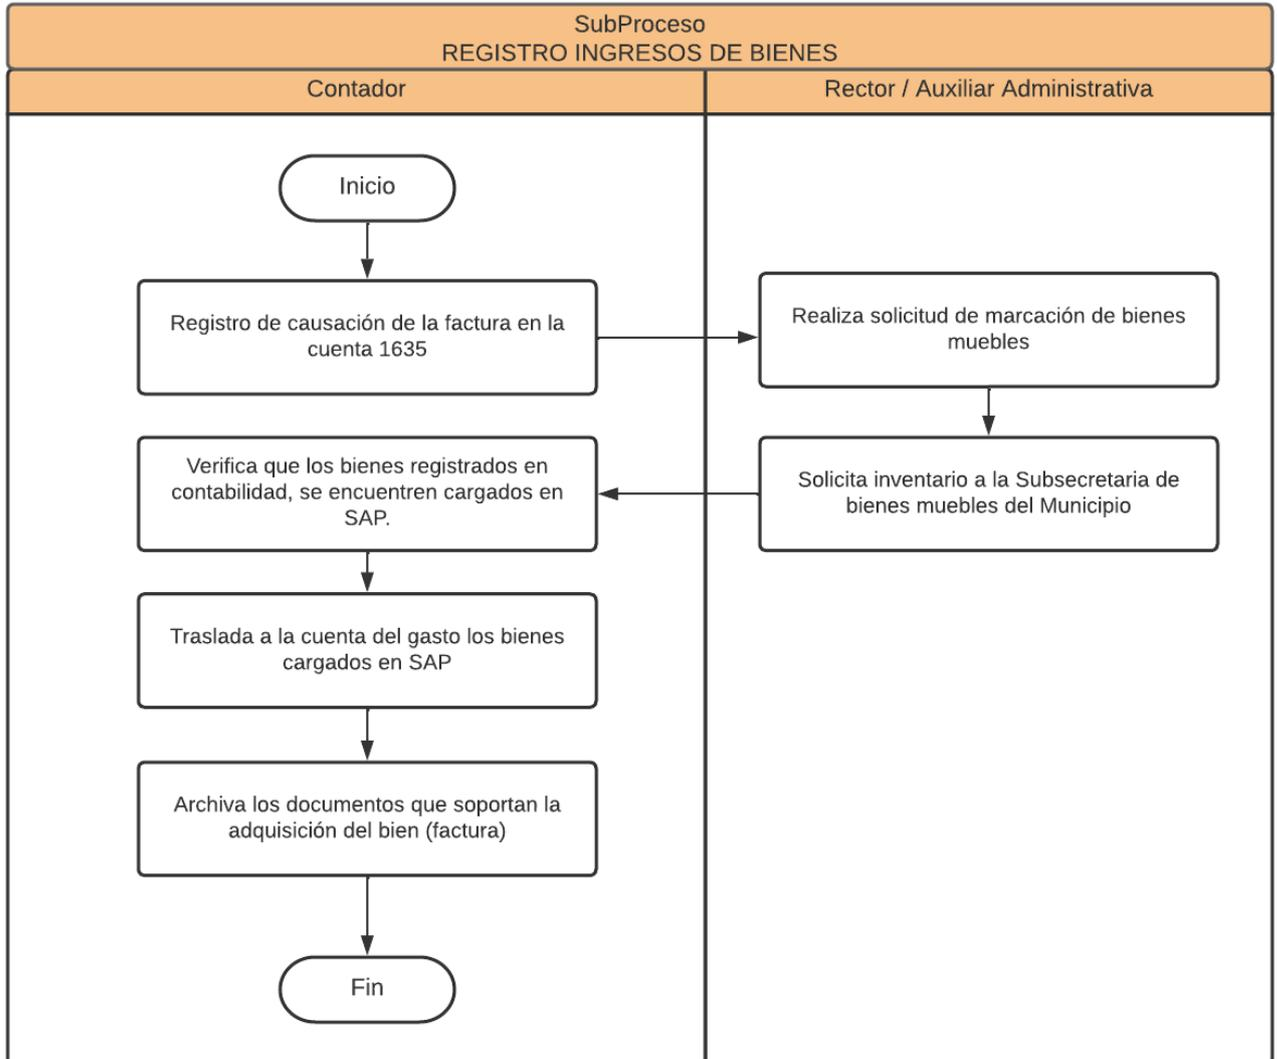 SubProceso
REGISTRO INGRESOS DE BIENES
Contador
Rector / Auxiliar Administrativa
Inicio
Registro de causación de la factura en la
cuenta 1635
Realiza solicitud de marcación de bienes
muebles
Solicita inventario a la Subsecretaria de
bienes muebles del Municipio
Verifica que los bienes registrados en
contabilidad, se encuentren cargados en
SAP.
Traslada a la cuenta del gasto los bienes
cargados en SAP
Archiva los documentos que soportan la
adquisición del bien (factura)
Fin